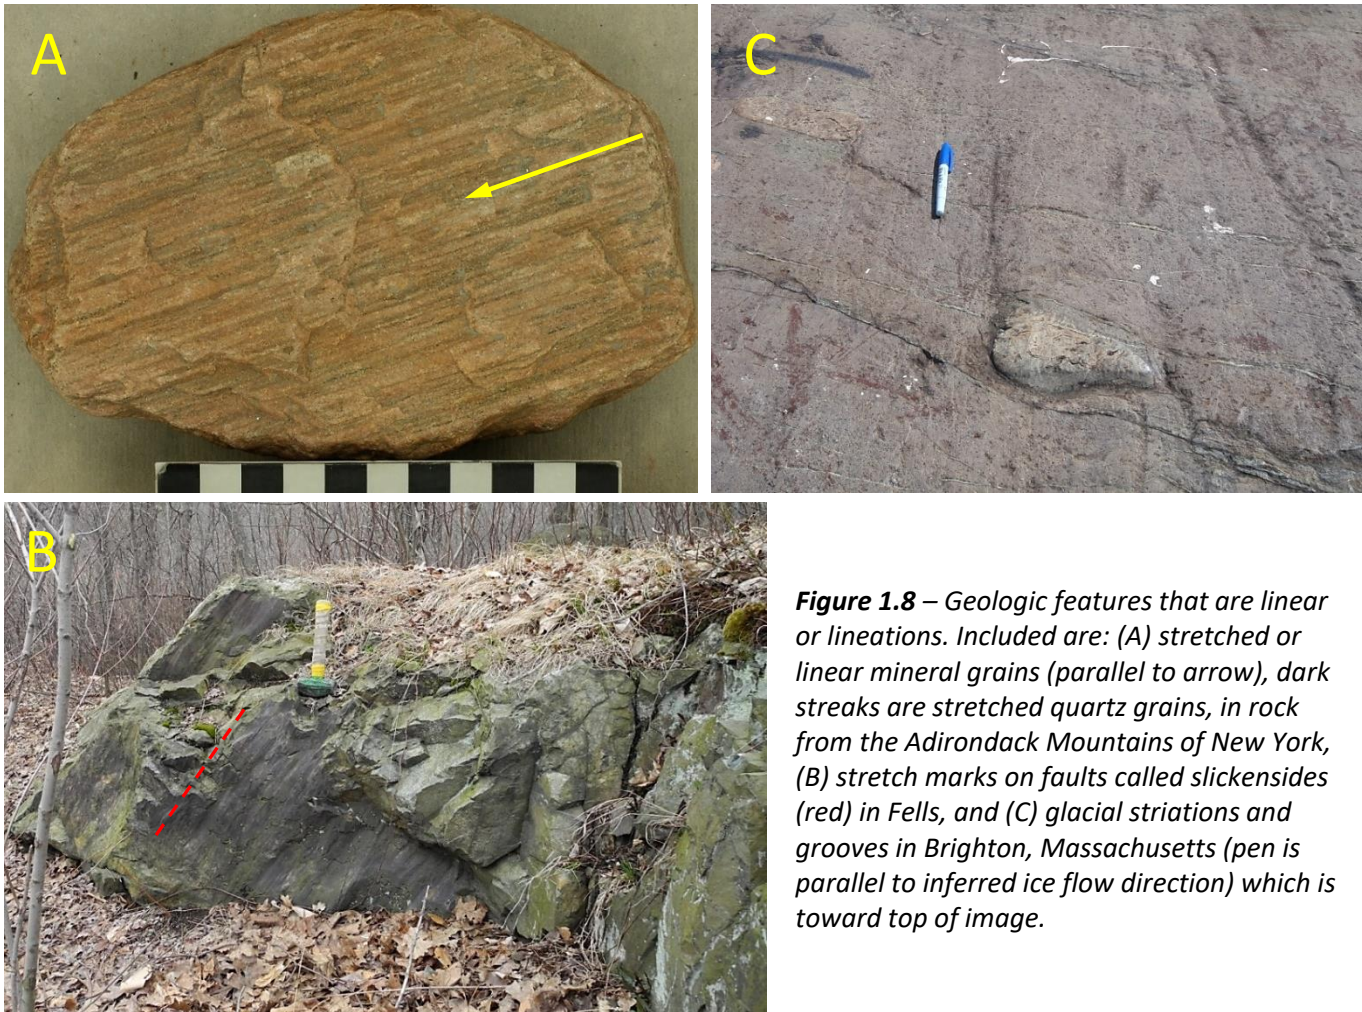 A
C
B
Figure 1.8 – Geologic features that are linear
or lineations. Included are: (A) stretched or
linear mineral grains (parallel to arrow), dark
streaks are stretched quartz grains, in rock
from the Adirondack Mountains of New York,
(B) stretch marks on faults called slickensides
(red) in Fells, and (C) glacial striations and
grooves in Brighton, Massachusetts (pen is
parallel to inferred ice flow direction) which is
toward top of image.